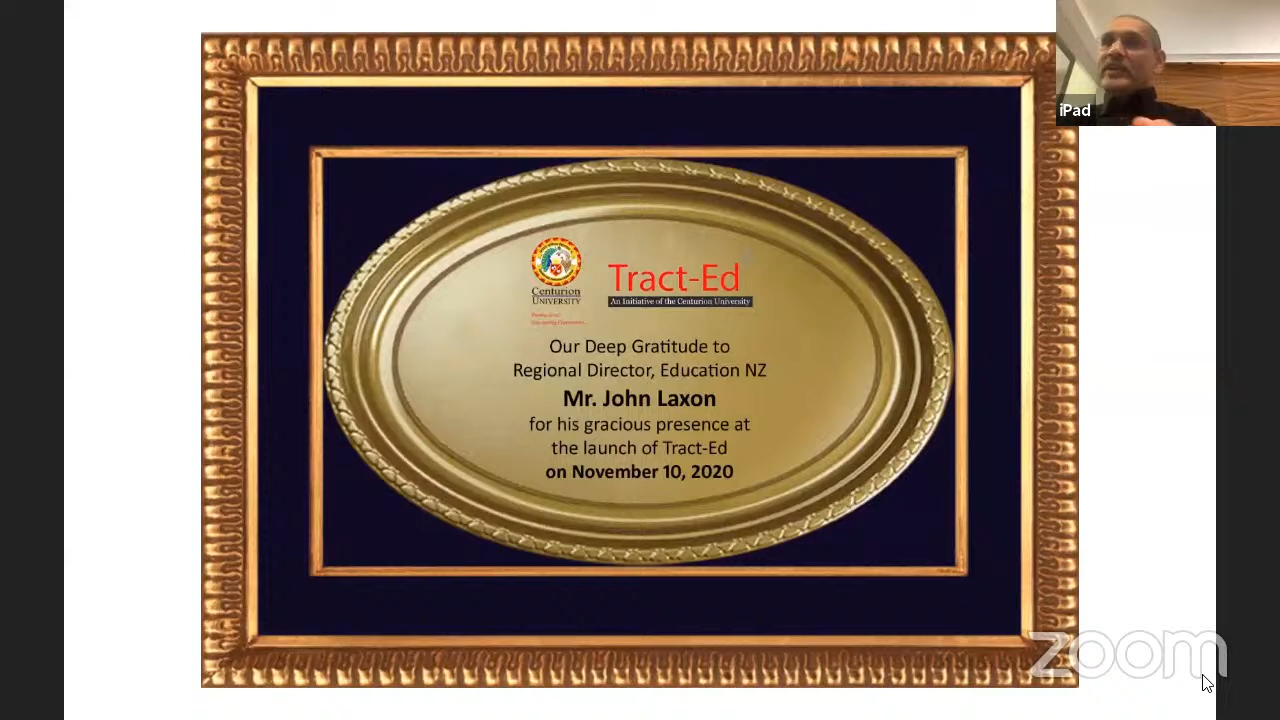 iPad
Centurion
UNIVERSITY
Tract-Ed
An Initiative of the Centurion University
Our Deep Gratitude to
Regional Director, Education NZ
Mr. John Laxon
for his gracious presence at
the launch of Tract-Ed
on November 10, 2020
zoom